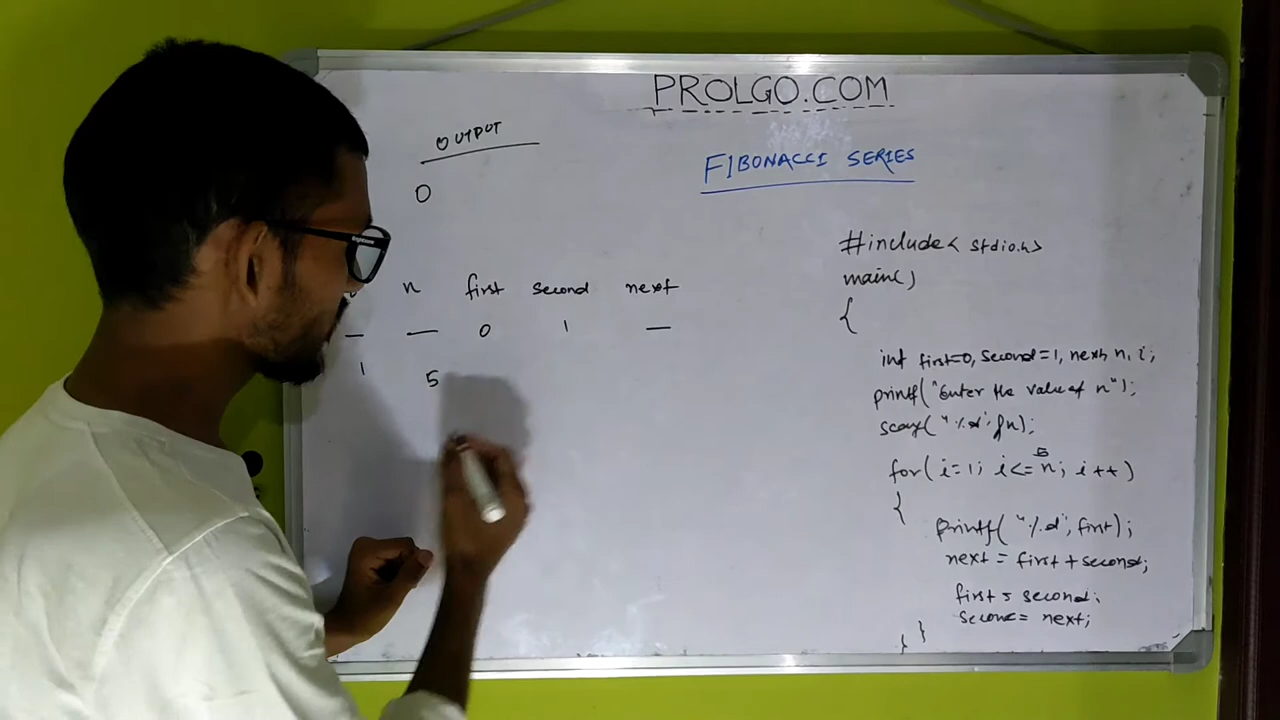 PROLGO.COM
OUTPUT
0
FIBONACCI SERIES
n first second next
— — 0 1 —
1 5
#include< stdio.h>
main()
{
int first=0, second=1, next, n, i;
printf("Enter the value of n");
scanf("%d",&n);
5
for( i=1; i<=n; i++)
{
printf("%d",first);
next = first + second;
first = second;
second = next;
} }